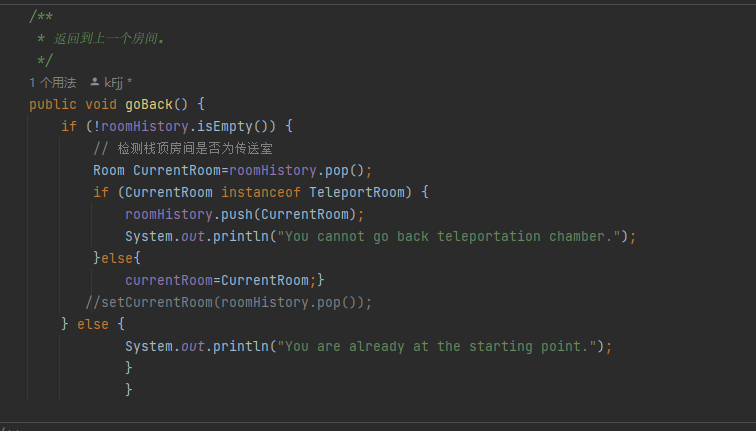 /**
 * 返回到上一个房间.
 */
1 个用法 kFjj *
public void goBack() {
    if (!roomHistory.isEmpty()) {
        // 检测栈顶房间是否为传送室
        Room CurrentRoom=roomHistory.pop();
        if (CurrentRoom instanceof TeleportRoom) {
            roomHistory.push(CurrentRoom);
            System.out.println("You cannot go back teleportation chamber.");
        }else{
            currentRoom=CurrentRoom;}
       //setCurrentRoom(roomHistory.pop());
    } else {
            System.out.println("You are already at the starting point.");
            }
            }
/**